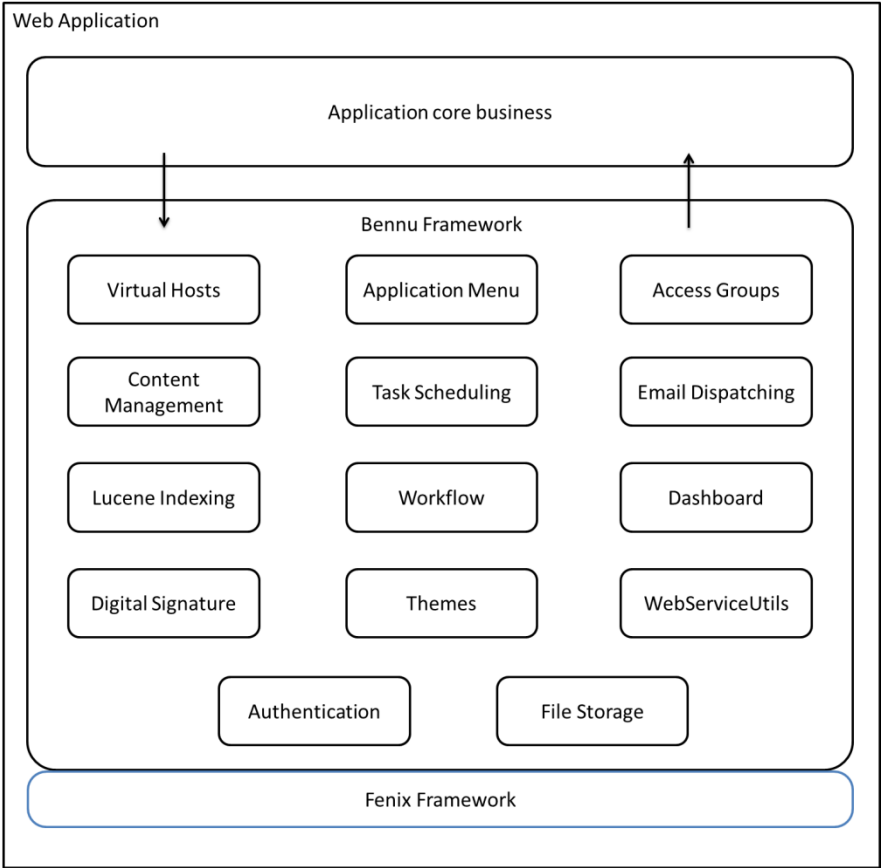 Web Application
Application core business
Bennu Framework
Virtual Hosts
Application Menu
Access Groups
Content
Management
Task Scheduling
Email Dispatching
Lucene Indexing
Workflow
Dashboard
Digital Signature
Themes
WebServiceUtils
Authentication
File Storage
Fenix Framework